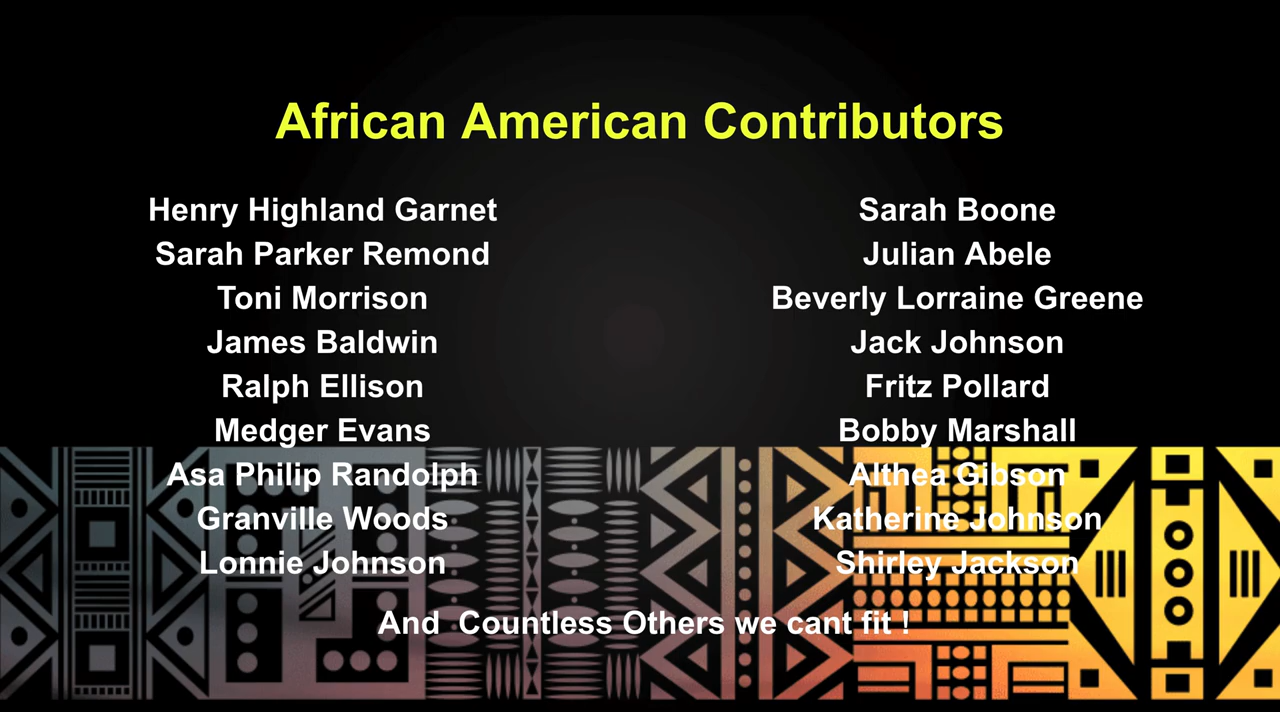 African American Contributors
Henry Highland Garnet
Sarah Parker Remond
Toni Morrison
James Baldwin
Ralph Ellison
Medger Evans
Asa Philip Randolph
Granville Woods
Lonnie Johnson
Sarah Boone
Julian Abele
Beverly Lorraine Greene
Jack Johnson
Fritz Pollard
Bobby Marshall
Althea Gibson
Katherine Johnson
Shirley Jackson
And  Countless Others we cant fit !